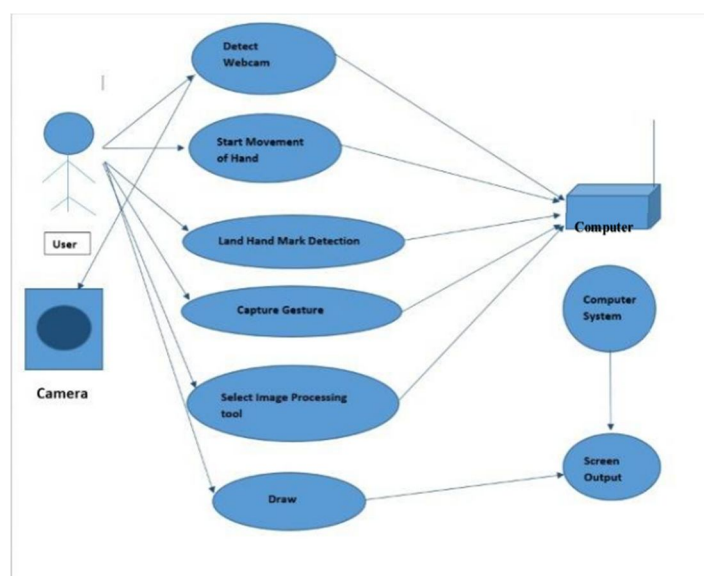 Detect
Webcam
Start Movement
of Hand
User
Land Hand Mark Detection
Computer
Capture Gesture
Computer
System
Camera
Select Image Processing
tool
Screen
Output
Draw